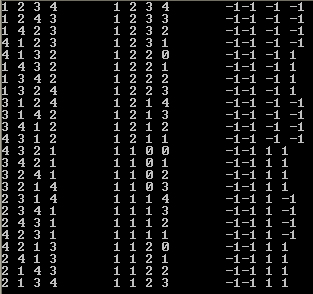 1 2 3 4 1 2 3 4 -1-1 -1 -1
1 2 4 3 1 2 3 3 -1-1 -1 -1
1 4 2 3 1 2 3 2 -1-1 -1 -1
4 1 2 3 1 2 3 1 -1-1 -1 -1
4 1 3 2 1 2 2 0 -1-1 -1 1
1 4 3 2 1 2 2 1 -1-1 -1 1
1 3 4 2 1 2 2 2 -1-1 -1 1
1 3 2 4 1 2 2 3 -1-1 -1 1
3 1 2 4 1 2 1 4 -1-1 -1 -1
3 1 4 2 1 2 1 3 -1-1 -1 -1
3 4 1 2 1 2 1 2 -1-1 -1 -1
4 3 1 2 1 2 1 1 -1-1 -1 -1
4 3 2 1 1 1 0 0 -1-1 1 1
3 4 2 1 1 1 0 1 -1-1 1 1
3 2 4 1 1 1 0 2 -1-1 1 1
3 2 1 4 1 1 0 3 -1-1 1 1
2 3 1 4 1 1 1 4 -1-1 1 -1
2 3 4 1 1 1 1 3 -1-1 1 -1
2 4 3 1 1 1 1 2 -1-1 1 -1
4 2 3 1 1 1 1 1 -1-1 1 -1
4 2 1 3 1 1 2 0 -1-1 1 1
2 4 1 3 1 1 2 1 -1-1 1 1
2 1 4 3 1 1 2 2 -1-1 1 1
2 1 3 4 1 1 2 3 -1-1 1 1